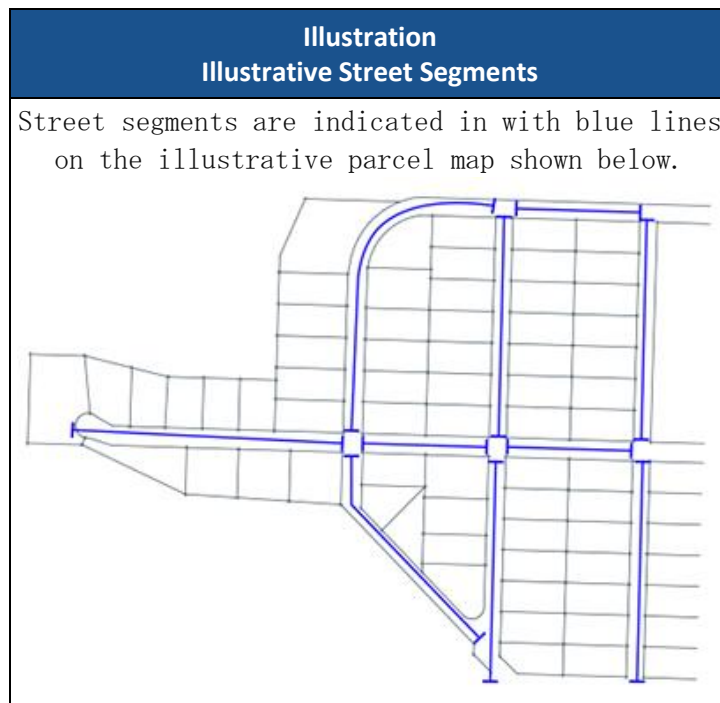 Illustration
Illustrative Street Segments
Street segments are indicated in with blue lines
on the illustrative parcel map shown below.